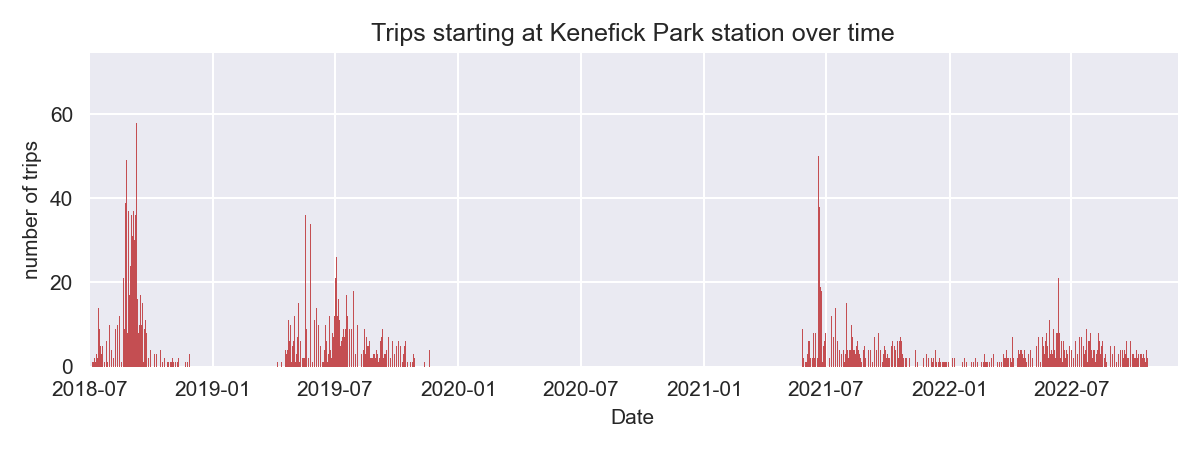 Trips starting at Kenefick Park station over time
number of trips
60
40
20
0
2018-07 2019-01 2019-07 2020-01 2020-07 2021-01 2021-07 2022-01 2022-07
Date